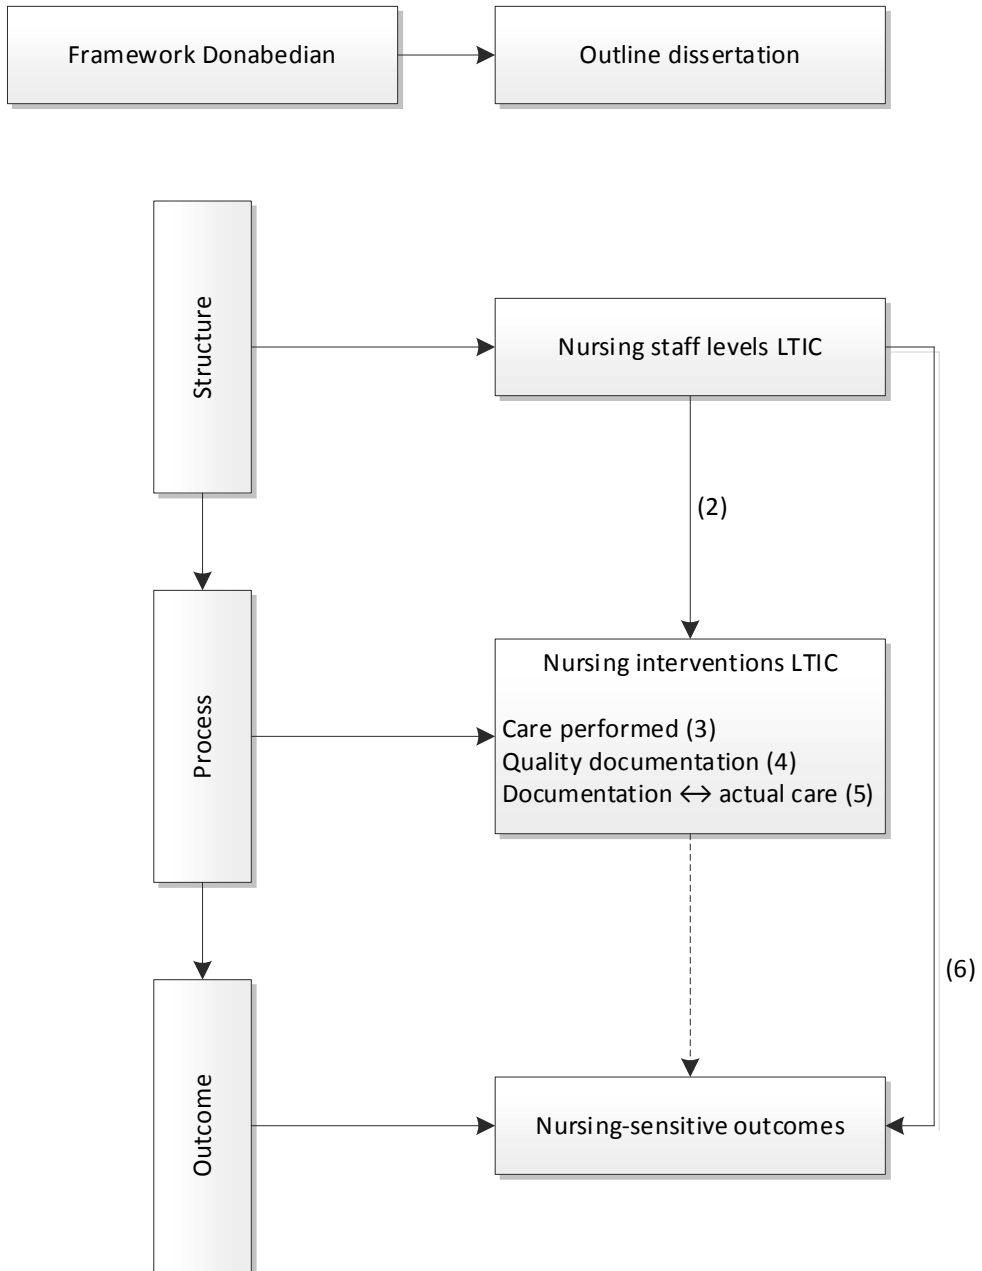 Framework Donabedian
Outline dissertation
Structure
Nursing staff levels LTIC
(2)
Process
Nursing interventions LTIC
Care performed (3)
Quality documentation (4)
Documentation ↔ actual care (5)
(6)
Outcome
Nursing-sensitive outcomes